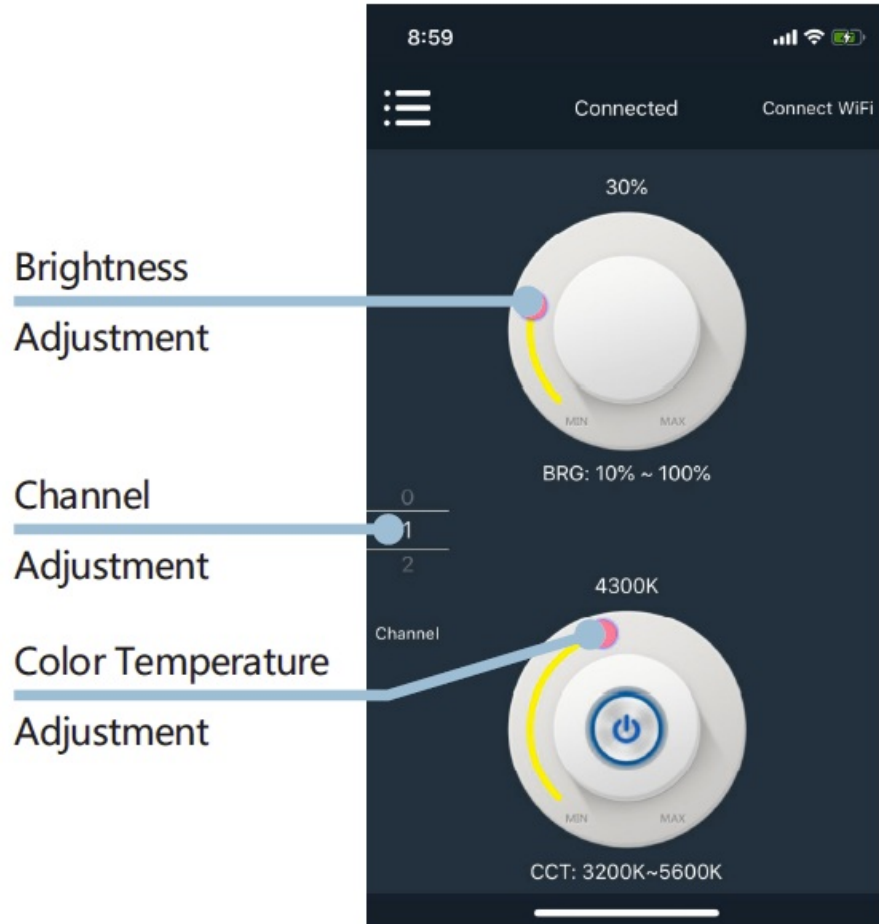 8:59
Connected
Connect WiFi
30%
Brightness
Adjustment
MIN
MAX
BRG: 10% ~ 100%
Channel
Adjustment
0
1
2
4300K
Channel
Color Temperature
Adjustment
MIN
MAX
CCT: 3200K~5600K